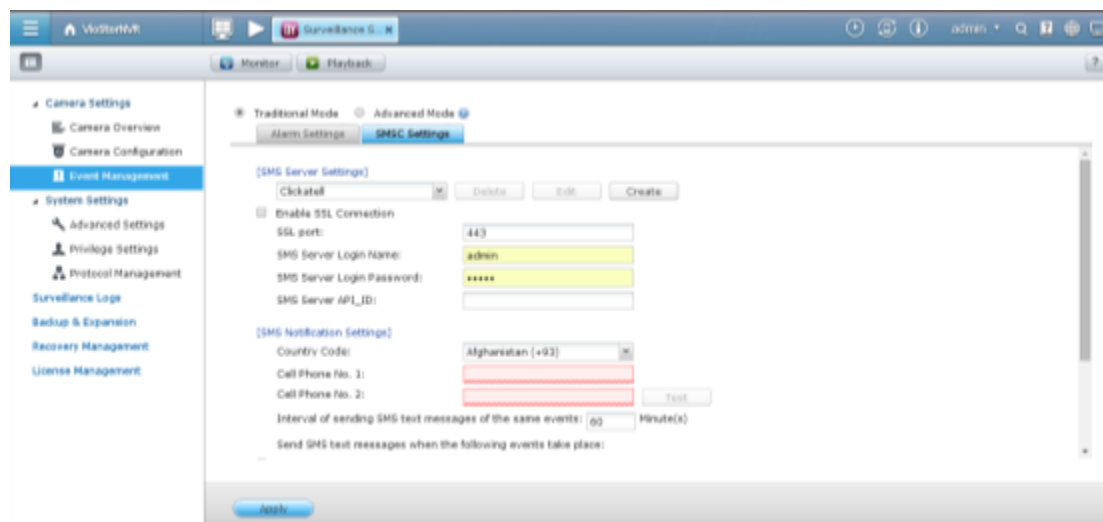 VioStorNVR
Surveillance S...
admin
Monitor
Playback
Camera Settings
Camera Overview
Camera Configuration
Event Management
System Settings
Advanced Settings
Privilege Settings
Protocol Management
Surveillance Logs
Backup & Expansion
Recovery Management
License Management
Traditional Mode Advanced Mode
Alarm Settings SMSC Settings
[SMS Server Settings]
Clickatell Delete Edit Create
Enable SSL Connection
SSL port: 443
SMS Server Login Name: admin
SMS Server Login Password: •••••
SMS Server API_ID:
[SMS Notification Settings]
Country Code: Afghanistan (+93)
Cell Phone No. 1:
Cell Phone No. 2: Test
Interval of sending SMS text messages of the same events: 60 Minute(s)
Send SMS text messages when the following events take place:
Apply